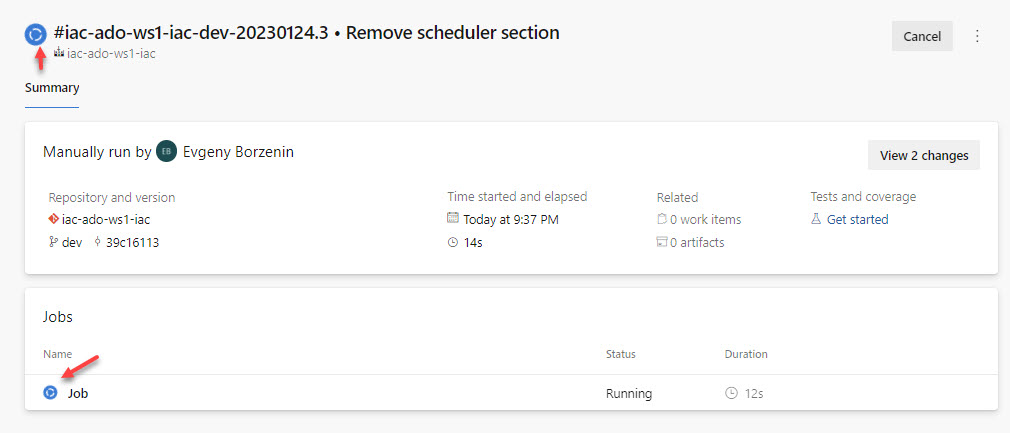 #iac-ado-ws1-iac-dev-20230124.3 • Remove scheduler section
Cancel
iac-ado-ws1-iac
Summary
Manually run by EB Evgeny Borzenin
View 2 changes
Repository and version
Time started and elapsed
Related
Tests and coverage
iac-ado-ws1-iac
Today at 9:37 PM
0 work items
Get started
dev 39c16113
14s
0 artifacts
Jobs
Name
Status
Duration
Job
Running
12s